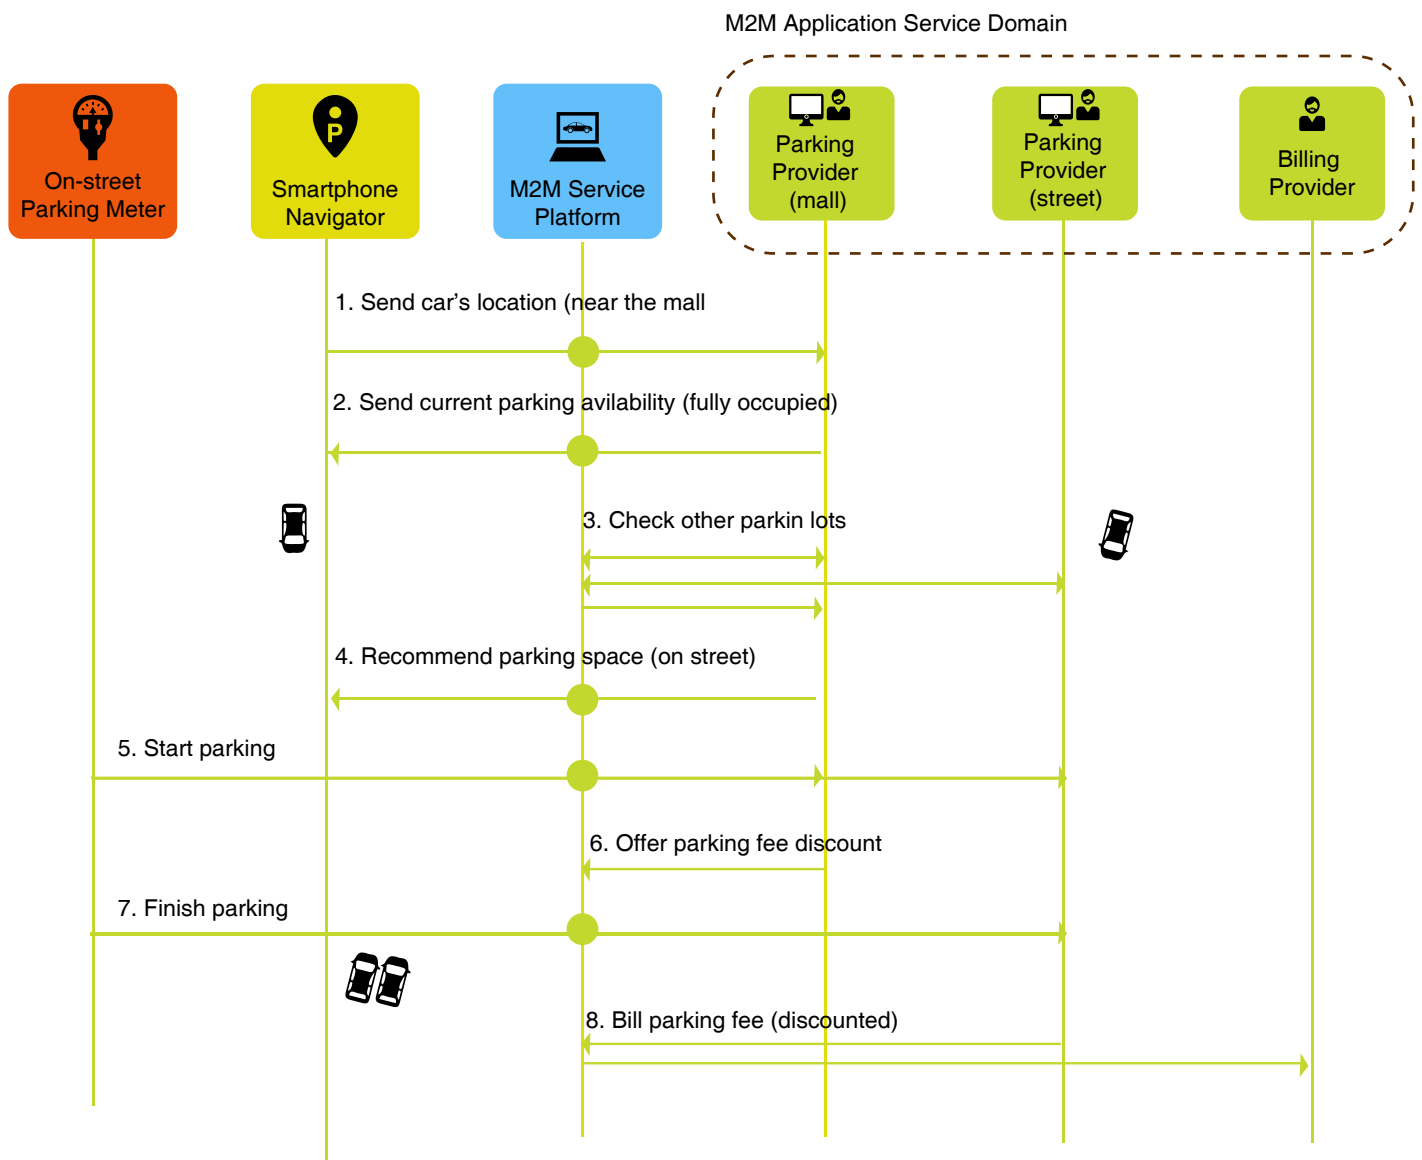 M2M Application Service Domain
On-street
Parking Meter
P
Smartphone
Navigator
M2M Service
Platform
Parking
Provider
(mall)
Parking
Provider
(street)
Billing
Provider
1. Send car’s location (near the mall
2. Send current parking avilability (fully occupied)
3. Check other parkin lots
4. Recommend parking space (on street)
5. Start parking
6. Offer parking fee discount
7. Finish parking
8. Bill parking fee (discounted)